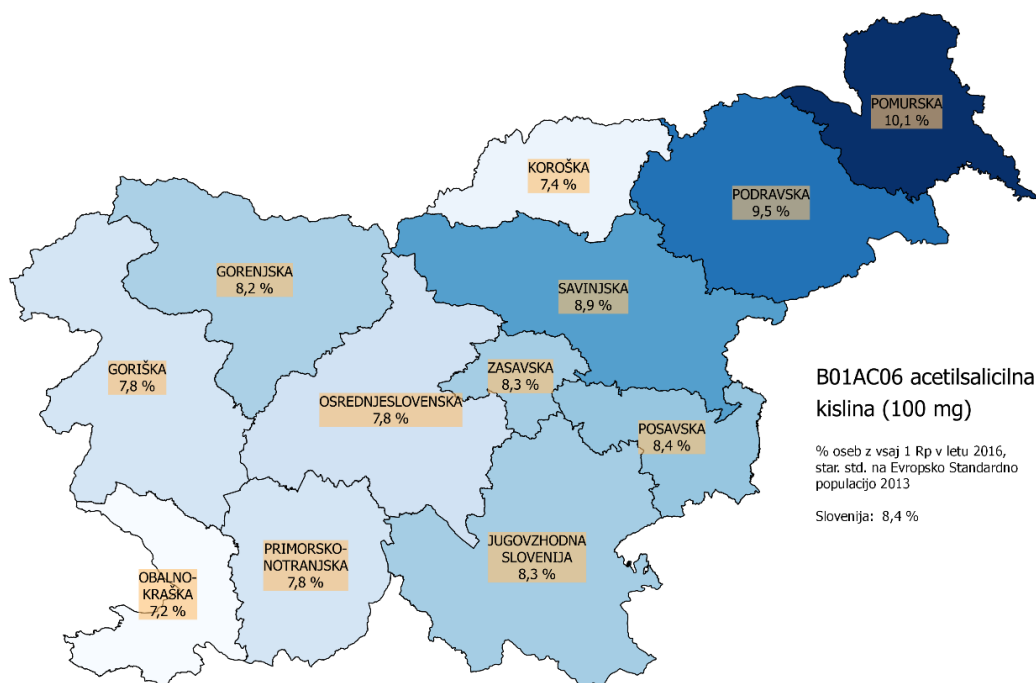 POMURSKA
10,1 %
KOROŠKA
7,4 %
PODRAVSKA
9,5 %
GORENJSKA
8,2 %
SAVINJSKA
8,9 %
GORIŠKA
7,8 %
ZASAVSKA
8,3 %
OSREDNJESLOVENSKA
7,8 %
POSAVSKA
8,4 %
B01AC06 acetilsalicilna
kislina (100 mg)
% oseb z vsaj 1 Rp v letu 2016,
star. std. na Evropsko Standardno
populacijo 2013
Slovenija: 8,4 %
JUGOVZHODNA
SLOVENIJA
8,3 %
PRIMORSKO-
NOTRANJSKA
7,8 %
OBALNO-
KRAŠKA
7,2 %